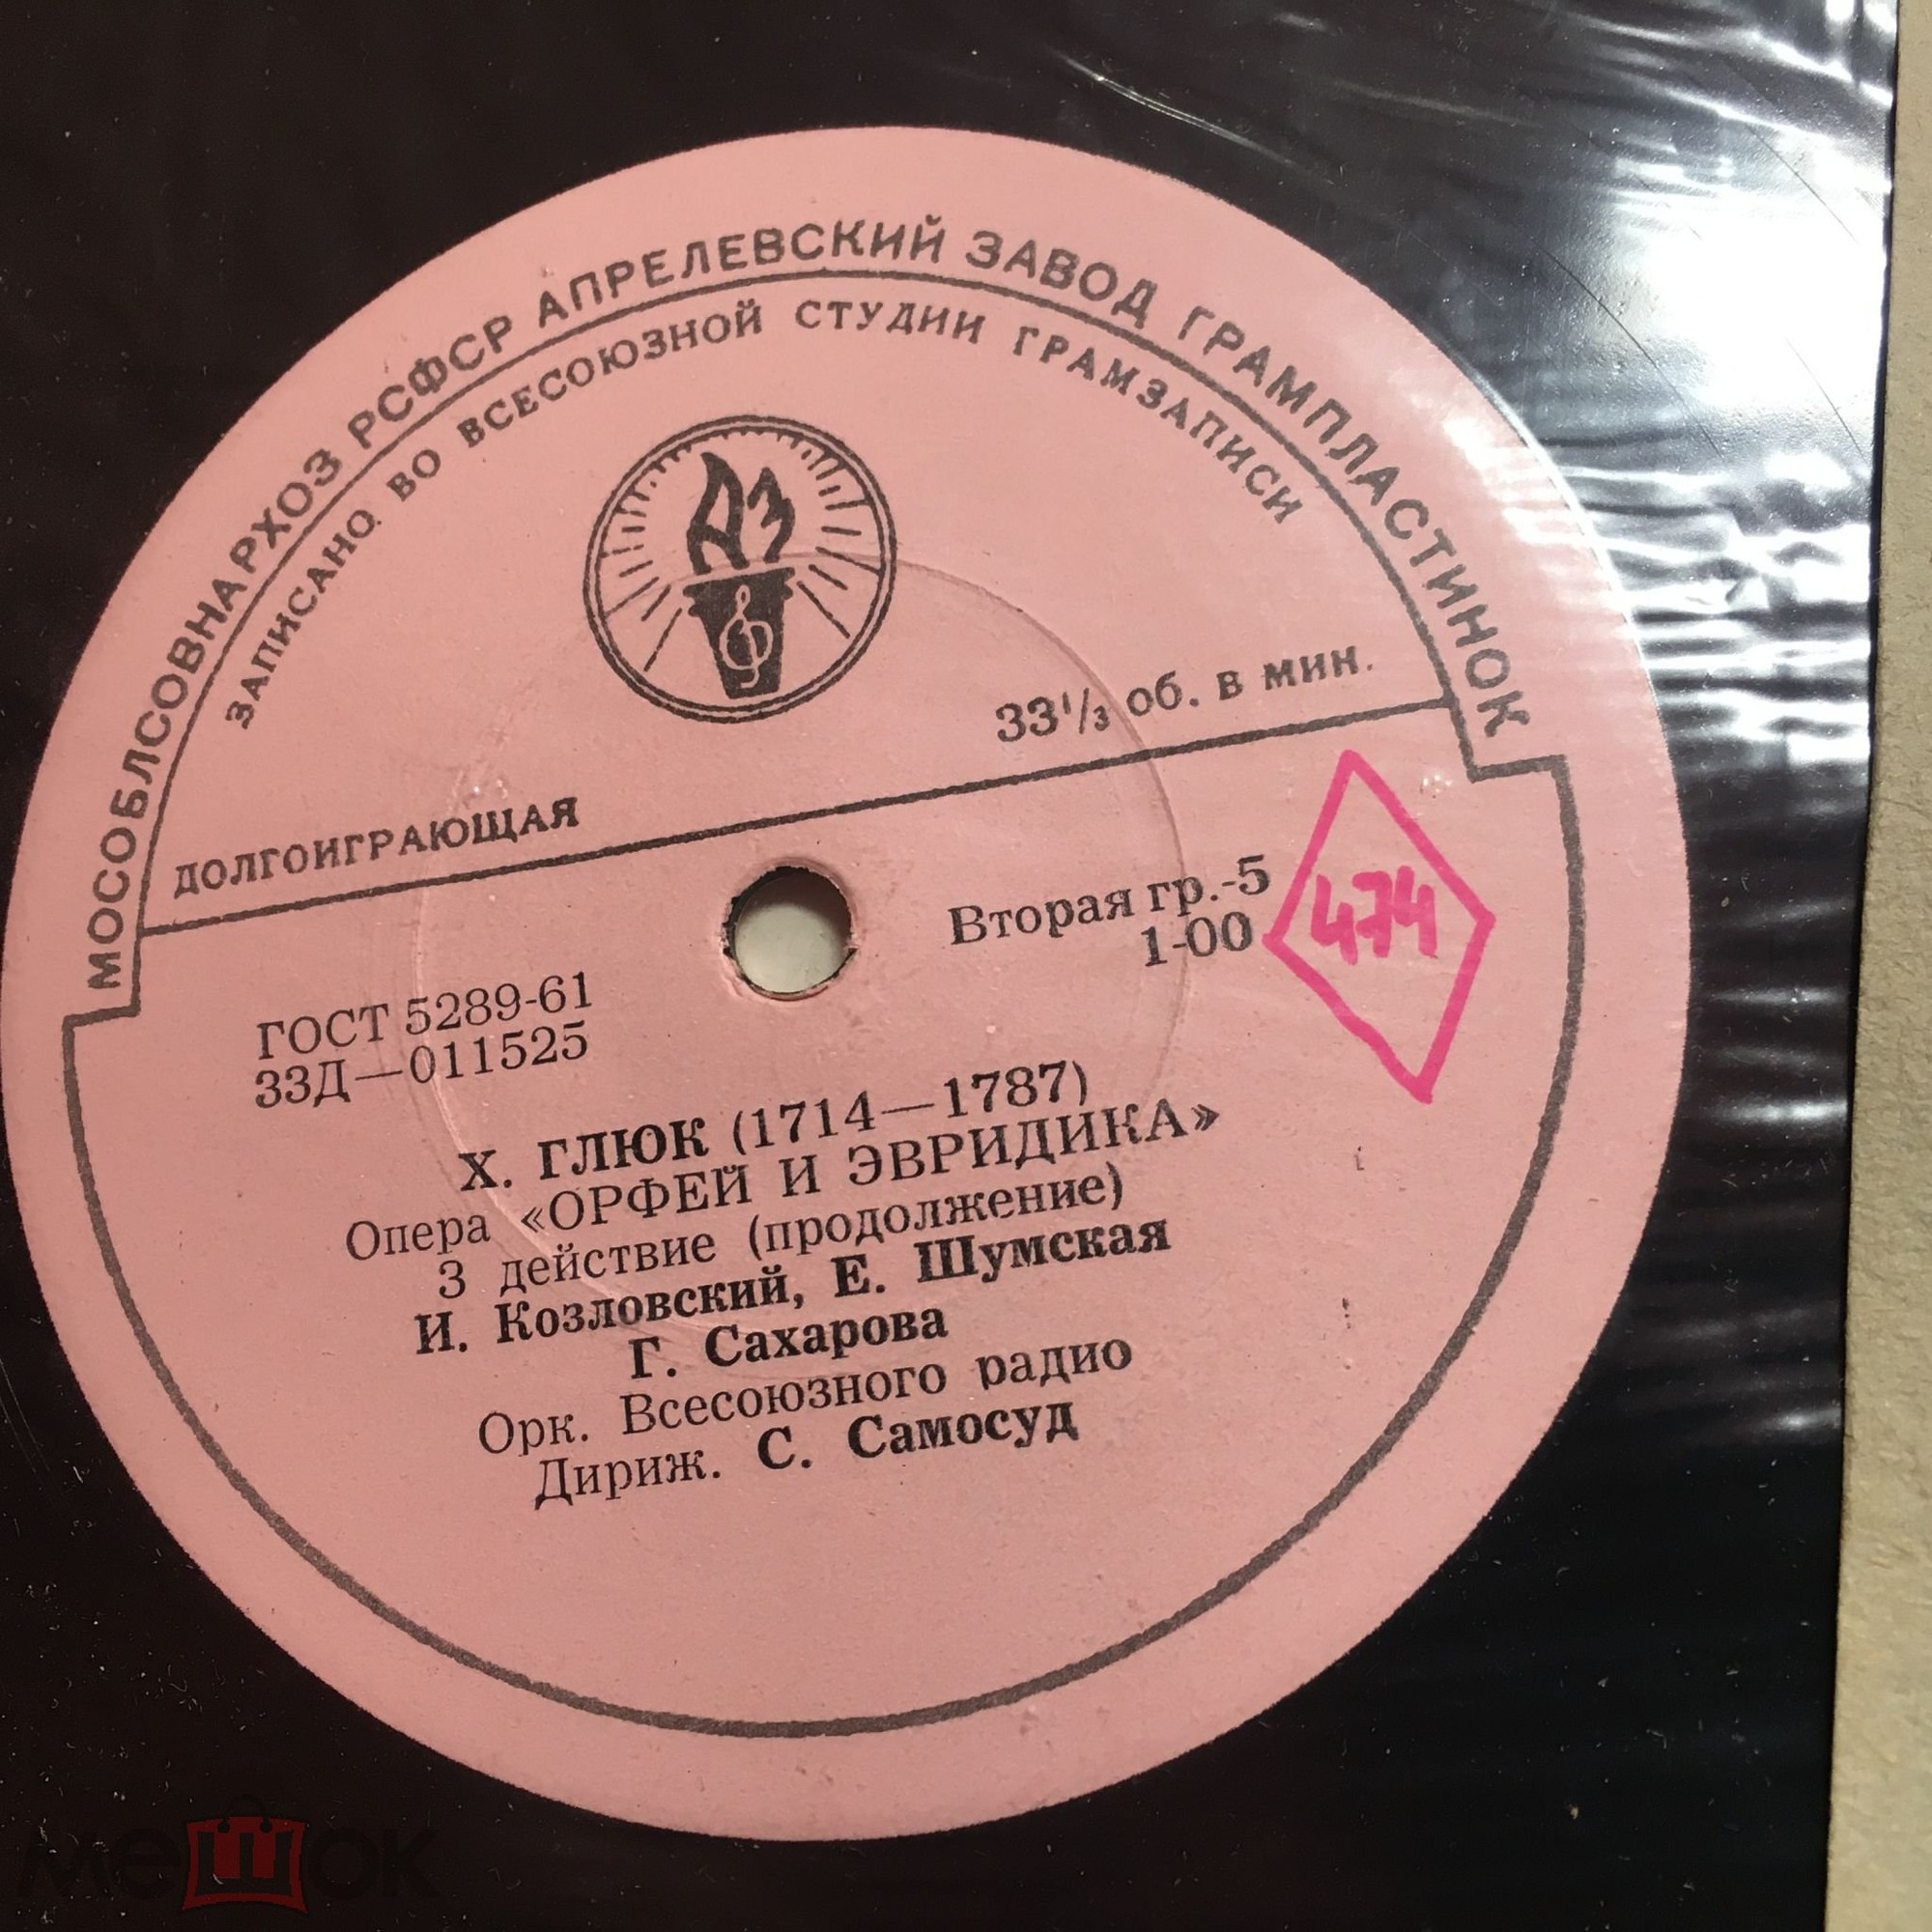 МОСОБЛСОВНАРХОЗ РСФСР АПРЕЛЕВСКИЙ ЗАВОД ГРАМПЛАСТИНОК
ЗАПИСАНО ВО ВСЕСОЮЗНОЙ СТУДИИ ГРАМЗАПИСИ
АЗ
33⅓ об. в мин.
ДОЛГОИГРАЮЩАЯ
Вторая гр.-5
1-00
474
ГОСТ 5289-61
33Д—011525
Х. ГЛЮК (1714—1787)
Опера «ОРФЕЙ И ЭВРИДИКА»
3 действие (продолжение)
И. Козловский, Е. Шумская
Г. Сахарова
Орк. Всесоюзного радио
Дириж. С. Самосуд
мешок